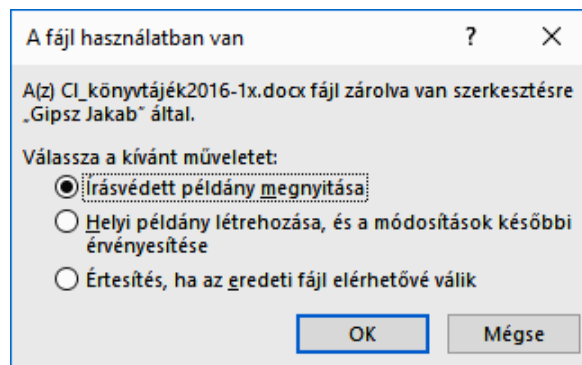 A fájl használatban van
A(z) CI_könyvtájék2016-1x.docx fájl zárolva van szerkesztésre
„Gipsz Jakab” által.
Válassza a kívánt műveletet:
Írásvédett példány megnyitása
Helyi példány létrehozása, és a módosítások későbbi
érvényesítése
Értesítés, ha az eredeti fájl elérhetővé válik
OK Mégse